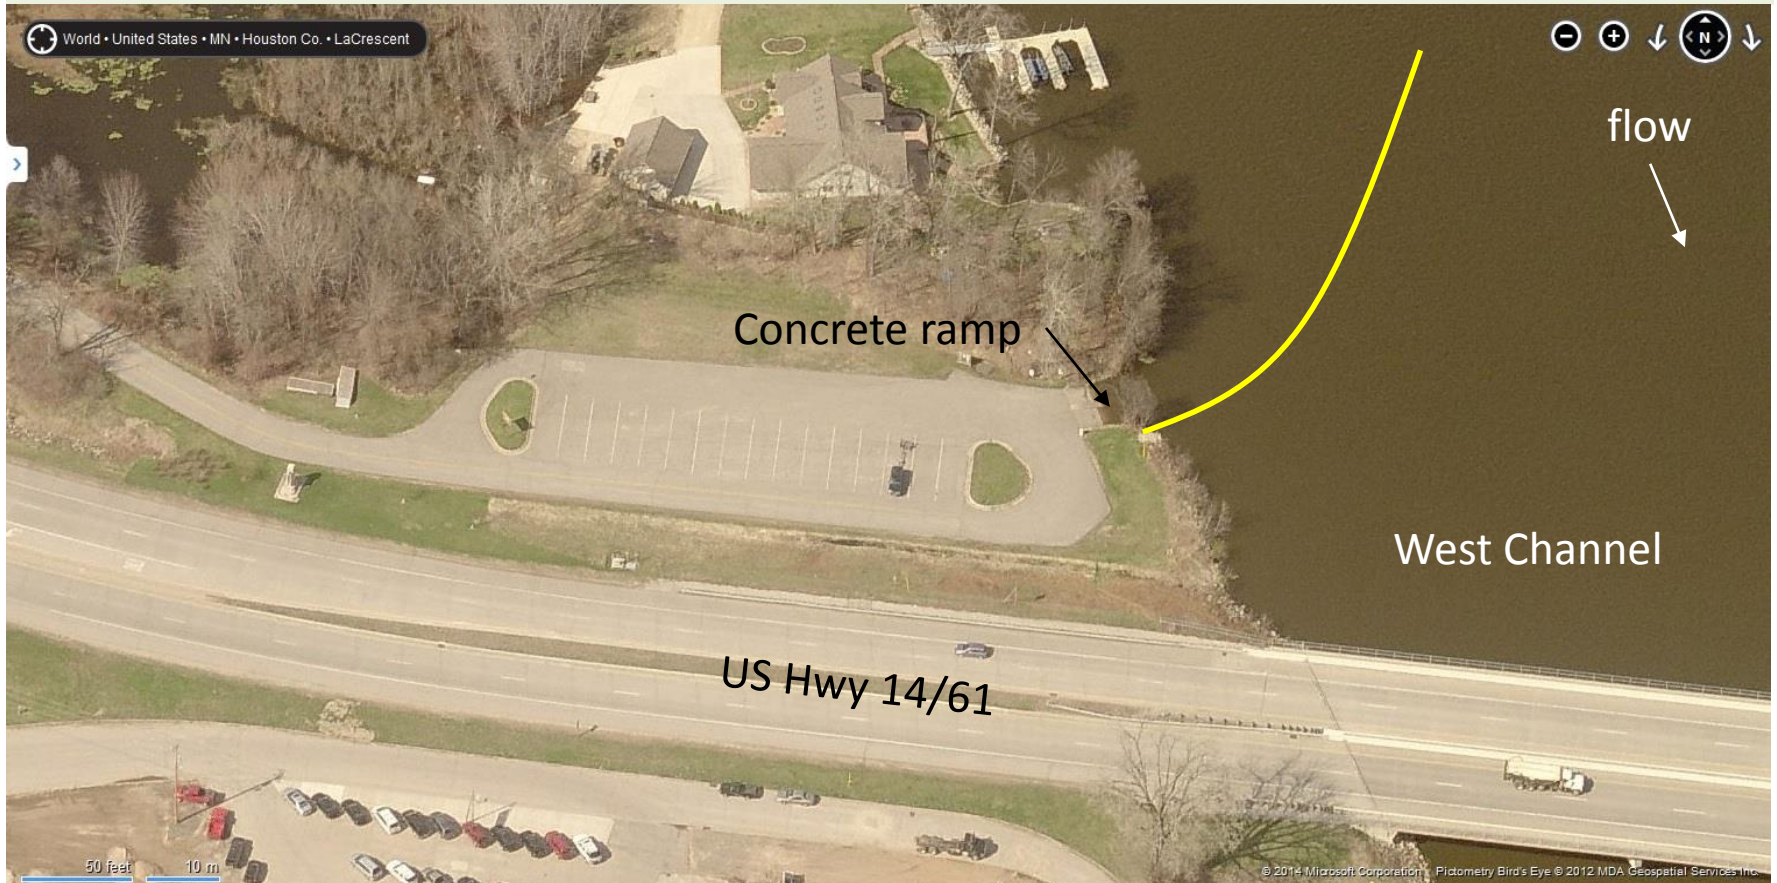 World • United States • MN • Houston Co. • LaCrescent
N
flow
Concrete ramp
West Channel
US Hwy 14/61
50 feet
10 m
© 2014 Microsoft Corporation Pictometry Bird's Eye © 2012 MDA Geospatial Services Inc.